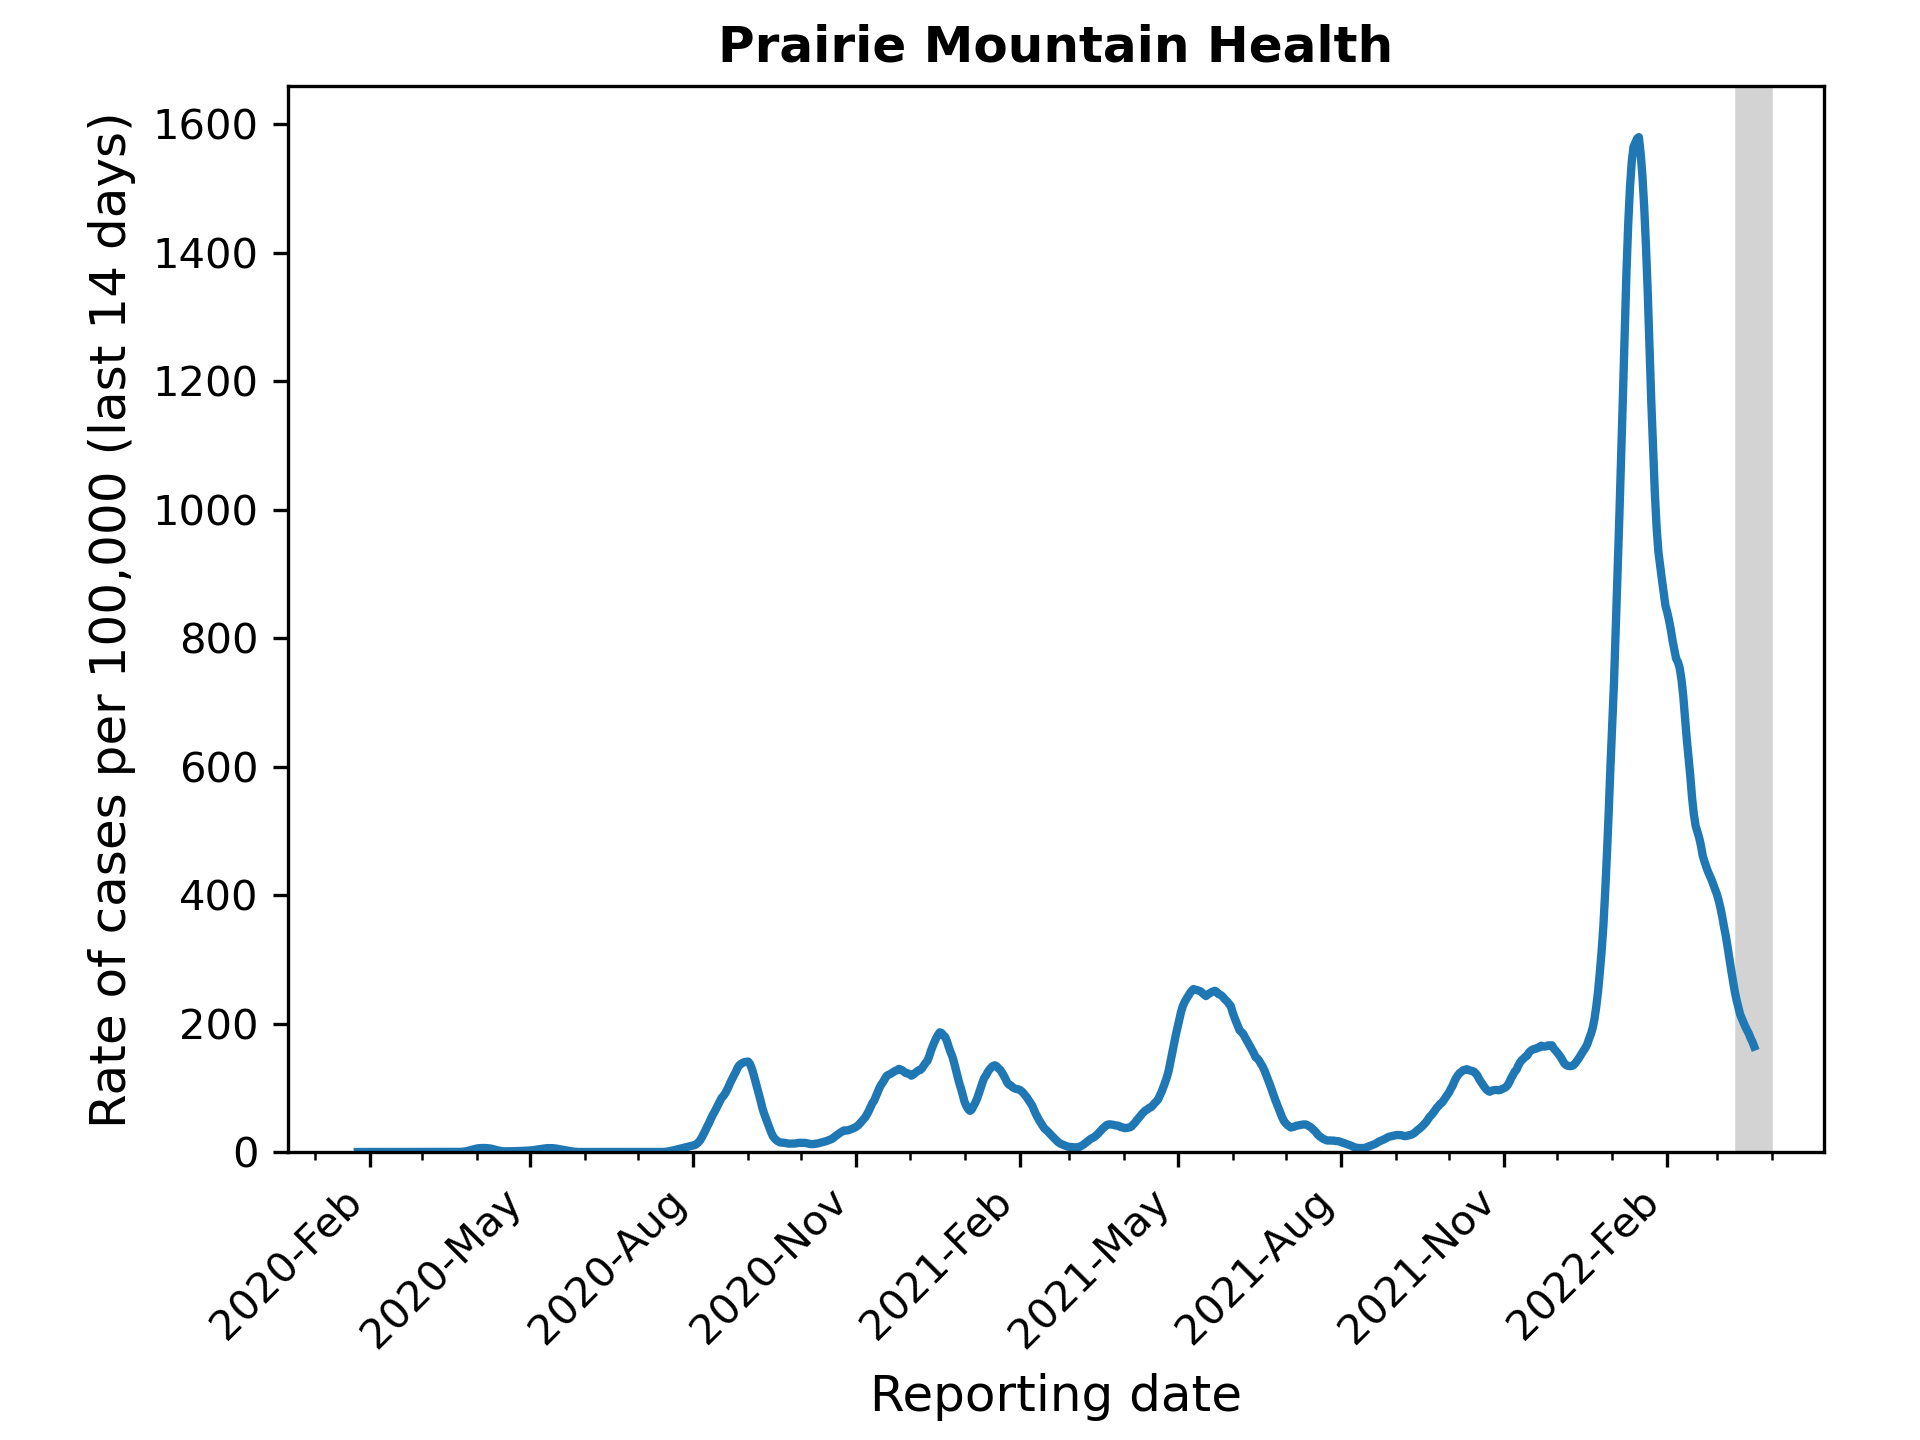 Prairie Mountain Health
Rate of cases per 100,000 (last 14 days)
1600
1400
1200
1000
800
600
400
200
0
2020-Feb
2020-May
2020-Aug
2020-Nov
2021-Feb
2021-May
2021-Aug
2021-Nov
2022-Feb
Reporting date